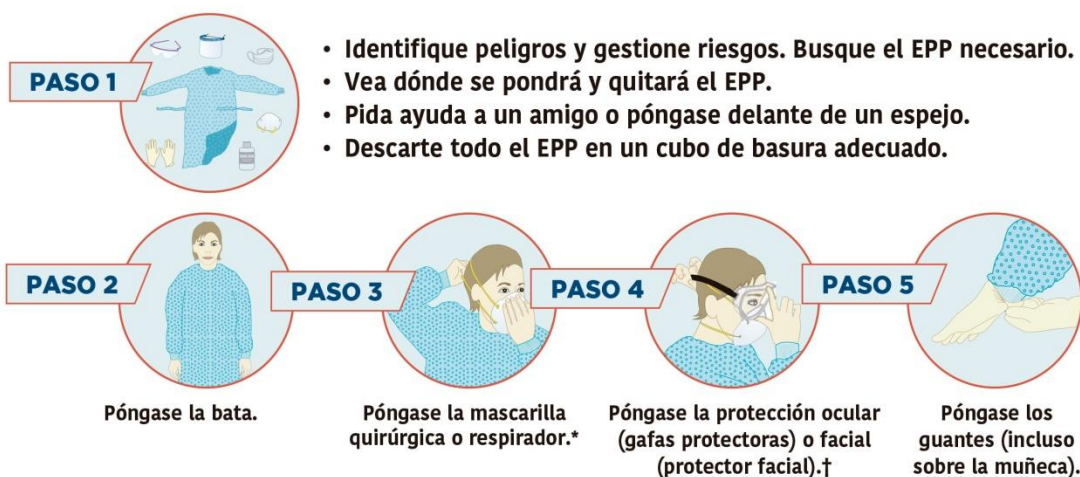 PASO 1
• Identifique peligros y gestione riesgos. Busque el EPP necesario.
• Vea dónde se pondrá y quitará el EPP.
• Pida ayuda a un amigo o póngase delante de un espejo.
• Descarte todo el EPP en un cubo de basura adecuado.
PASO 2
Póngase la bata.
PASO 3
Póngase la mascarilla
quirúrgica o respirador.*
PASO 4
Póngase la protección ocular
(gafas protectoras) o facial
(protector facial).†
PASO 5
Póngase los
guantes (incluso
sobre la muñeca).